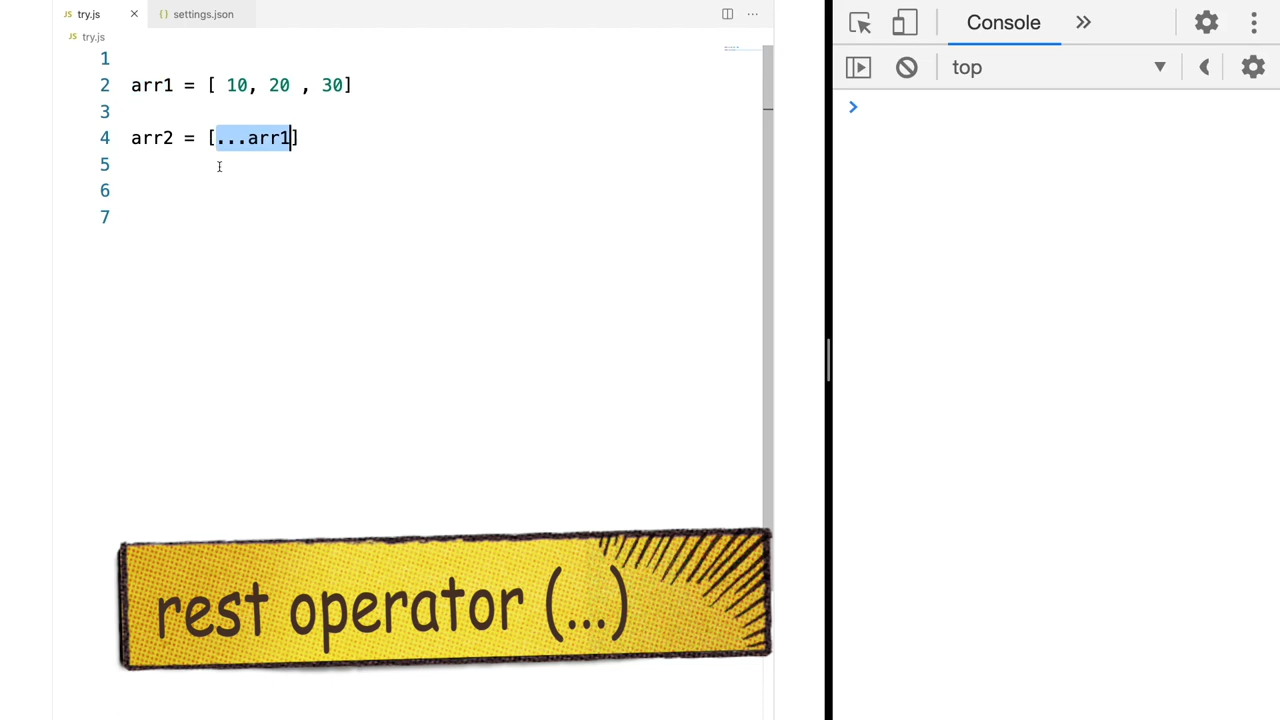 try.js
settings.json
...
try.js
1
2 arr1 = [ 10, 20 , 30]
3
4 arr2 = [...arr1]
5
6
7
rest operator (...)
Console
top